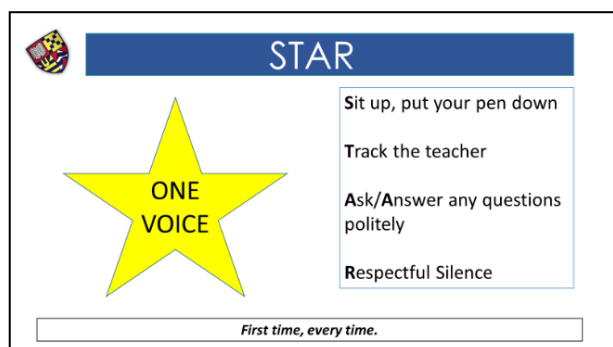 STAR
ONE
VOICE
Sit up, put your pen down
Track the teacher
Ask/Answer any questions
politely
Respectful Silence
First time, every time.